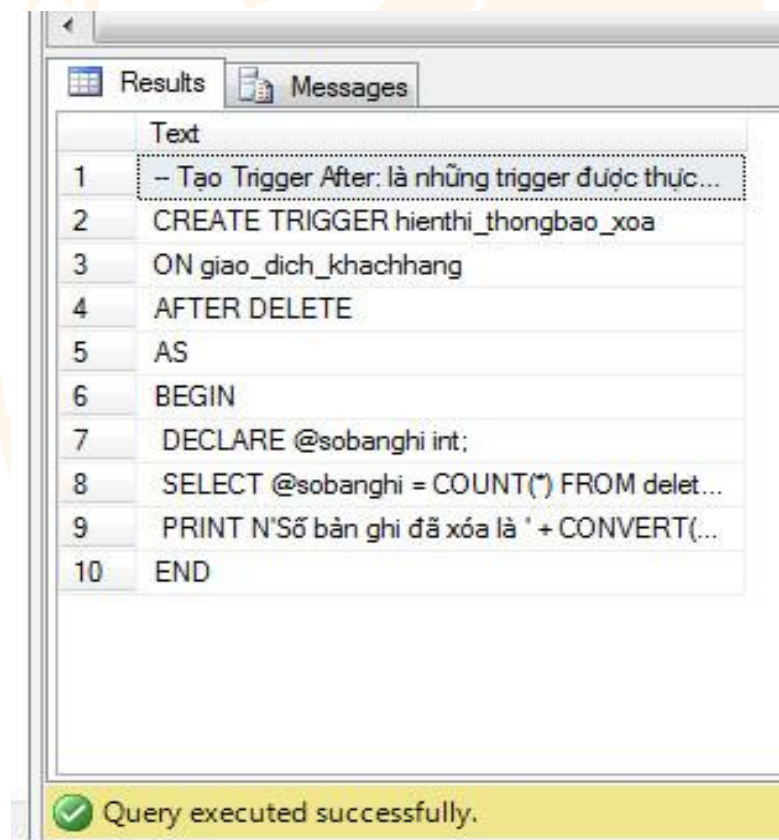 Results Messages
Text
1 -- Tạo Trigger After: là những trigger được thực...
2 CREATE TRIGGER hienthi_thongbao_xoa
3 ON giao_dich_khachhang
4 AFTER DELETE
5 AS
6 BEGIN
7 DECLARE @sobanghi int;
8 SELECT @sobanghi = COUNT(*) FROM delet...
9 PRINT N'Số bản ghi đã xóa là ' + CONVERT(...
10 END
Query executed successfully.